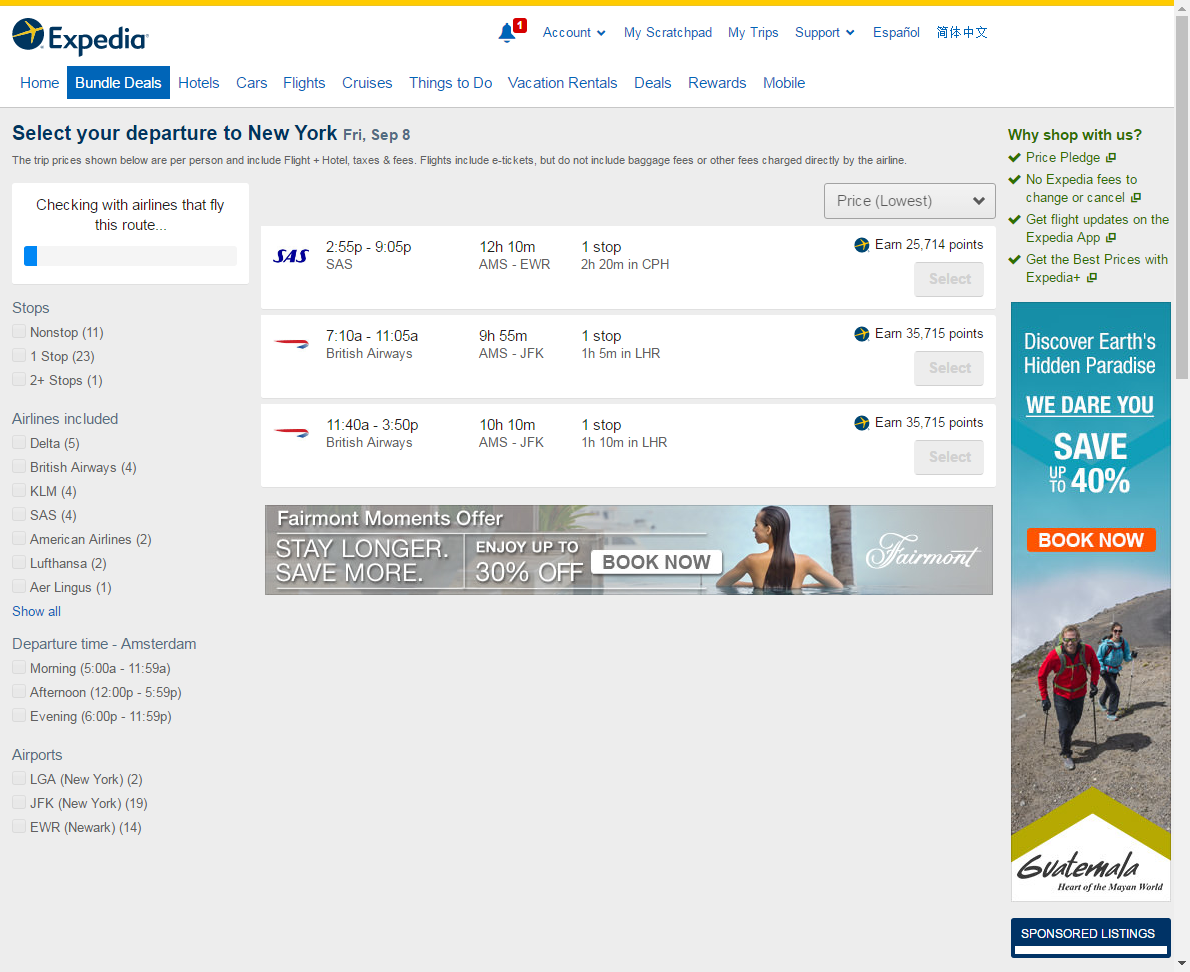 Expedia
1
Account
My Scratchpad
My Trips
Support
Español
简体中文
Home
Bundle Deals
Hotels
Cars
Flights
Cruises
Things to Do
Vacation Rentals
Deals
Rewards
Mobile
Select your departure to New York Fri, Sep 8
The trip prices shown below are per person and include Flight + Hotel, taxes & fees. Flights include e-tickets, but do not include baggage fees or other fees charged directly by the airline.
Checking with airlines that fly
this route...
Stops
Nonstop (11)
1 Stop (23)
2+ Stops (1)
Airlines included
Delta (5)
British Airways (4)
KLM (4)
SAS (4)
American Airlines (2)
Lufthansa (2)
Aer Lingus (1)
Show all
Departure time - Amsterdam
Morning (5:00a - 11:59a)
Afternoon (12:00p - 5:59p)
Evening (6:00p - 11:59p)
Airports
LGA (New York) (2)
JFK (New York) (19)
EWR (Newark) (14)
Price (Lowest)
SAS
2:55p - 9:05p
12h 10m
1 stop
Earn 25,714 points
SAS
AMS - EWR
2h 20m in CPH
Select
7:10a - 11:05a
9h 55m
1 stop
Earn 35,715 points
British Airways
AMS - JFK
1h 5m in LHR
Select
11:40a - 3:50p
10h 10m
1 stop
Earn 35,715 points
British Airways
AMS - JFK
1h 10m in LHR
Select
Fairmont Moments Offer
STAY LONGER.
SAVE MORE.
ENJOY UP TO
30% OFF
BOOK NOW
Fairmont
Why shop with us?
Price Pledge
No Expedia fees to
change or cancel
Get flight updates on the
Expedia App
Get the Best Prices with
Expedia+
Discover Earth's
Hidden Paradise
WE DARE YOU
SAVE
UP TO 40%
BOOK NOW
Guatemala
Heart of the Mayan World
SPONSORED LISTINGS